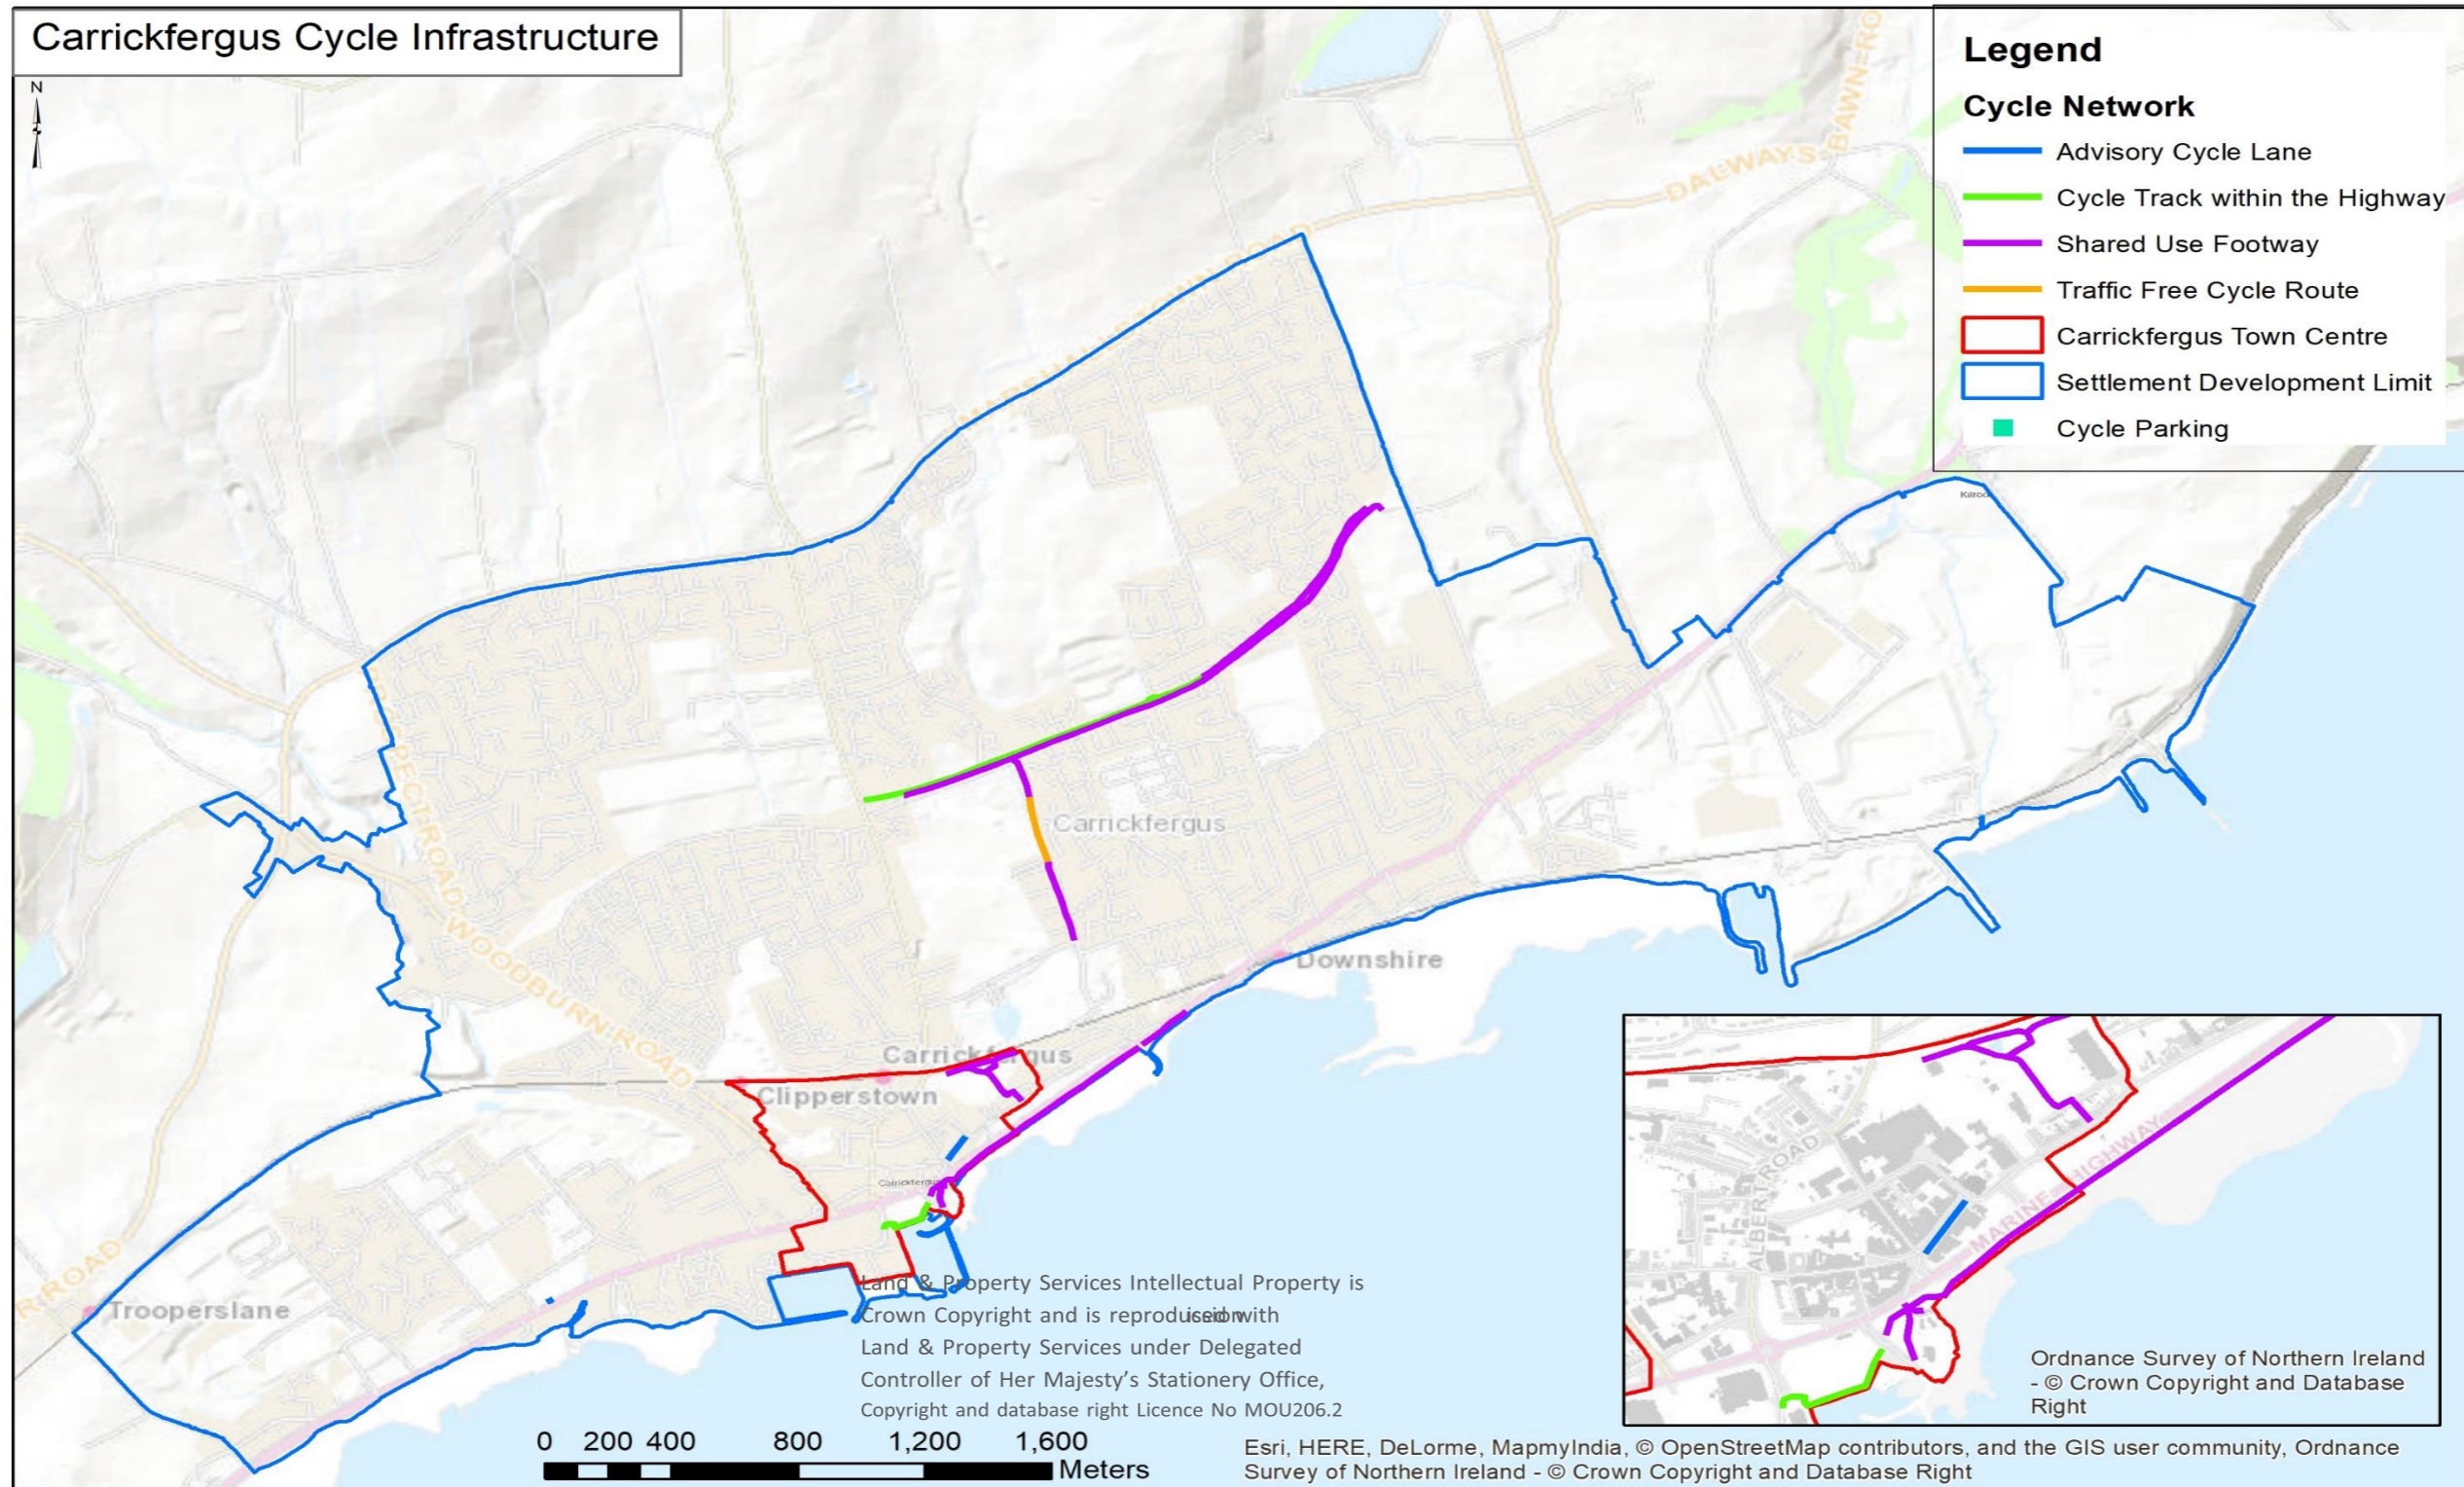 Carrickfergus Cycle Infrastructure
N
Legend
Cycle Network
Advisory Cycle Lane
Cycle Track within the Highway
Shared Use Footway
Traffic Free Cycle Route
Carrickfergus Town Centre
Settlement Development Limit
Cycle Parking
DALWAYS BAWN RO
Kilroo
WOODBURN ROAD
Carrickfergus
Downshire
Carrickfergus
Clipperstown
Carrickfergus
R ROAD
Trooperslane
Land & Property Services Intellectual Property is
Crown Copyright and is reproduced with
Land & Property Services under Delegated
Controller of Her Majesty’s Stationery Office,
Copyright and database right Licence No MOU206.2
ALBERT ROAD
MARINE HIGHWAY
Ordnance Survey of Northern Ireland
- © Crown Copyright and Database
Right
0 200 400 800 1,200 1,600
Meters
Esri, HERE, DeLorme, MapmyIndia, © OpenStreetMap contributors, and the GIS user community, Ordnance
Survey of Northern Ireland - © Crown Copyright and Database Right